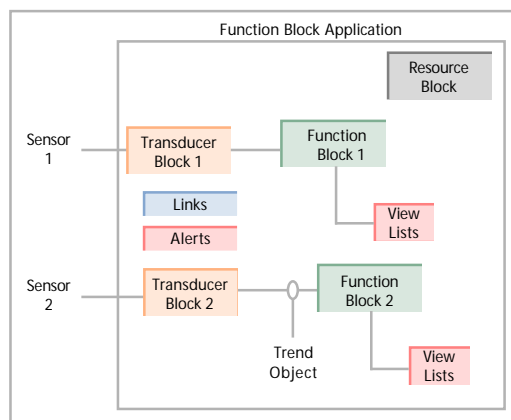 Function Block Application
Resource
Block
Sensor
1
Transducer
Block 1
Function
Block 1
Links
View
Lists
Alerts
Sensor
2
Transducer
Block 2
Function
Block 2
Trend
Object
View
Lists